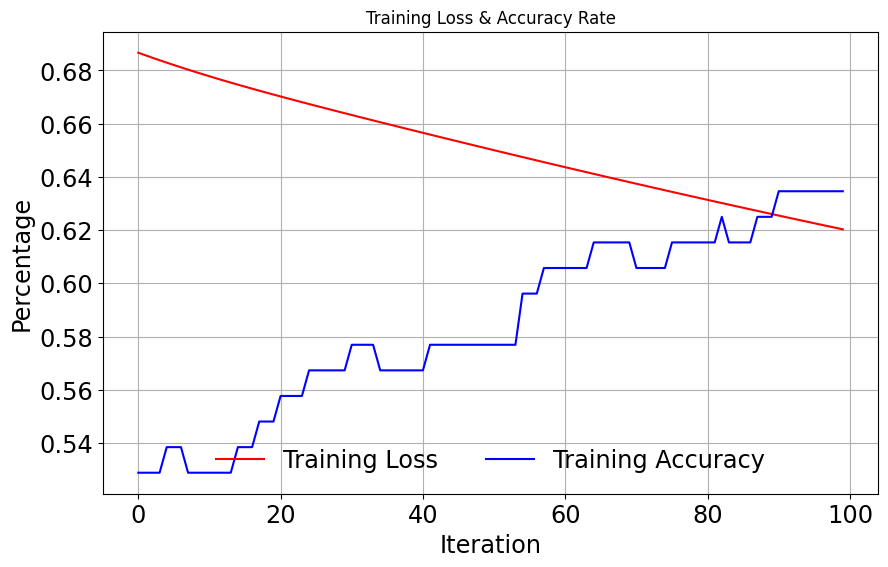 Training Loss & Accuracy Rate
0.68
0.66
0.64
0.62
0.60
0.58
0.56
0.54
Percentage
Training Loss Training Accuracy
0 20 40 60 80 100
Iteration